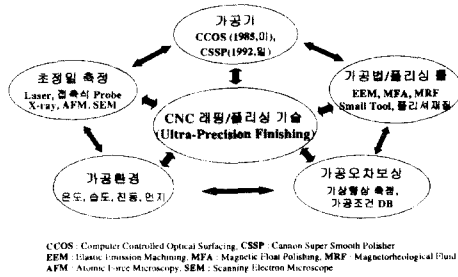 가공기
CCOS (1985,미)
CSSP(1992,일)
초정밀 측정
Laser, 접촉식 Probe
X-ray, AFM, SEM
가공법/폴리싱 툴
EEM, MFA, MRF
Small Tool, 폴리셔재질
CNC 래핑/폴리싱 기술
(Ultra-Precision Finishing)
가공환경
온도, 습도, 진동, 먼지
가공오차보상
기상형상 측정,
가공조건 DB
CCOS : Computer Controlled Optical Surfacing, CSSP : Cannon Super Smooth Polisher
EEM : Elastic Emission Machining, MFA : Magnetic Float Polishing, MRF : Magnetorheological Fluid
AFM : Atomic Force Microscopy, SEM : Scanning Electron Microscope